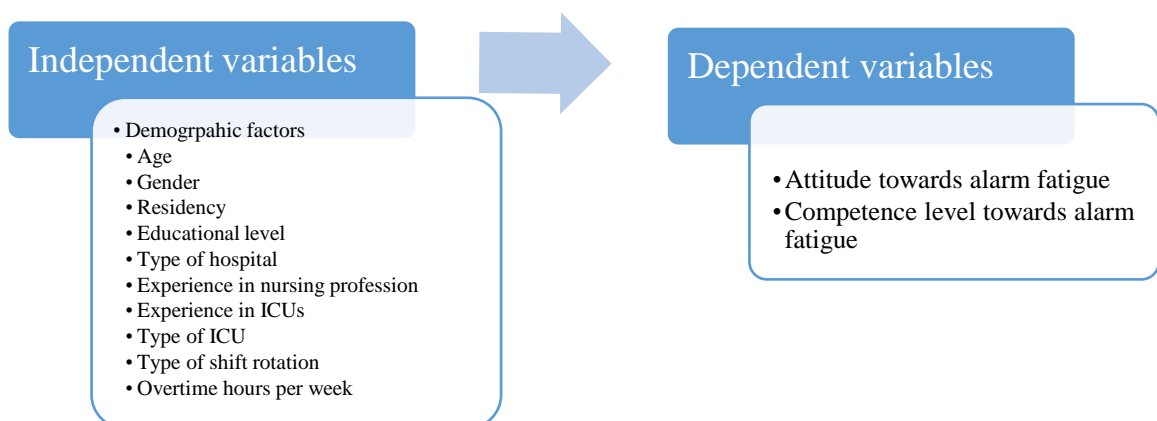 Independent variables
• Demogrpahic factors
• Age
• Gender
• Residency
• Educational level
• Type of hospital
• Experience in nursing profession
• Experience in ICUs
• Type of ICU
• Type of shift rotation
• Overtime hours per week
Dependent variables
• Attitude towards alarm fatigue
• Competence level towards alarm
fatigue